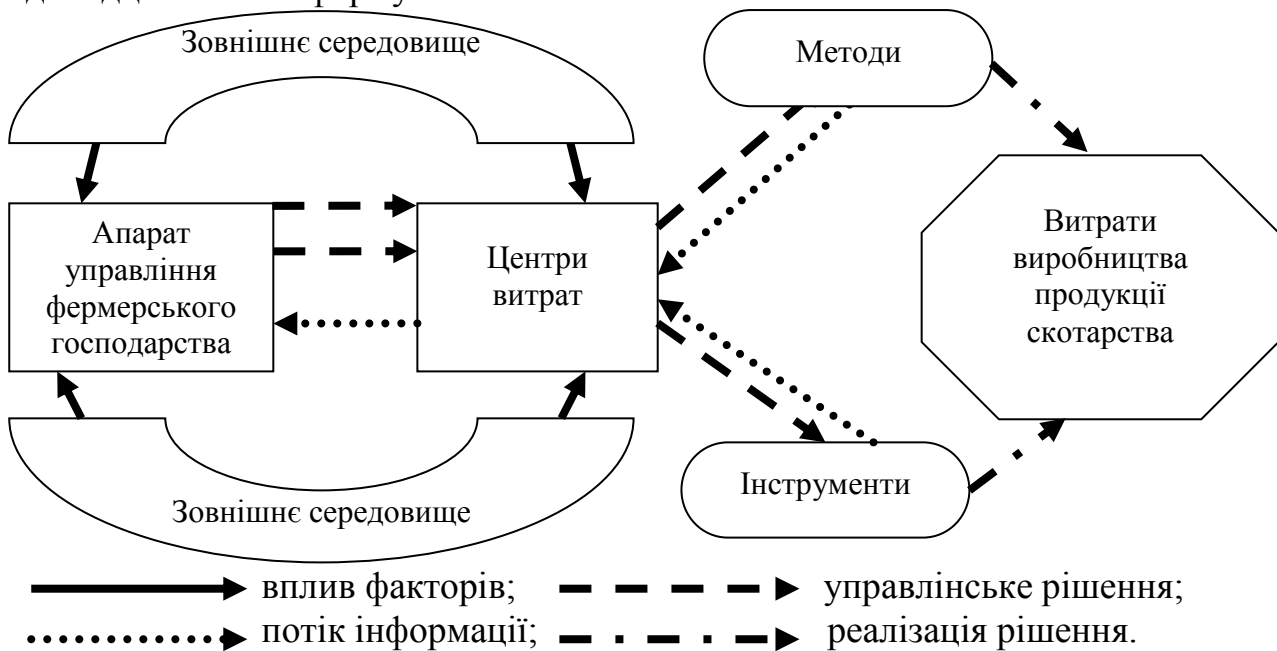 Зовнішнє середовище
Методи
Апарат
управління
фермерського
господарства
Центри
витрат
Витрати
виробництва
продукції
скотарства
Інструменти
Зовнішнє середовище
вплив факторів;
управлінське рішення;
потік інформації;
реалізація рішення.